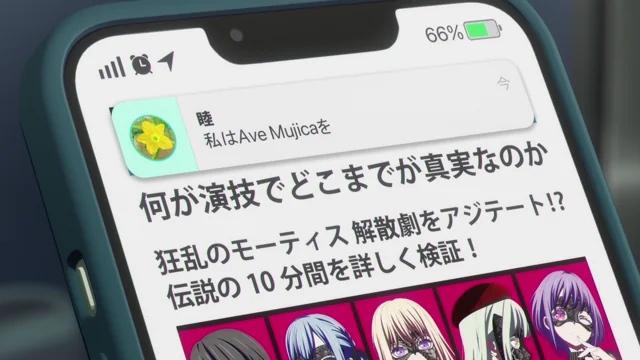 66%
今
睦
私はAve Mujicaを
何が演技でどこまでが真実なのか
狂乱のモーティス 解散劇をアジテート!?
伝説の10分間を詳しく検証！